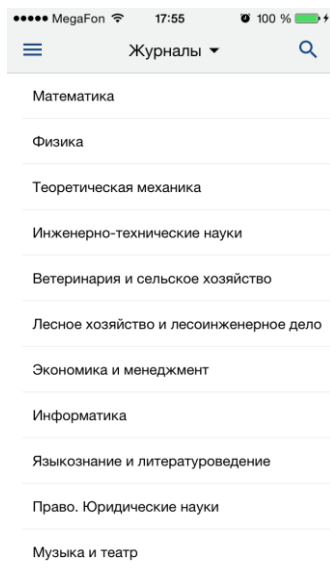 MegaFon 17:55 100 %
Журналы
Математика
Физика
Теоретическая механика
Инженерно-технические науки
Ветеринария и сельское хозяйство
Лесное хозяйство и лесоинженерное дело
Экономика и менеджмент
Информатика
Языкознание и литературоведение
Право. Юридические науки
Музыка и театр